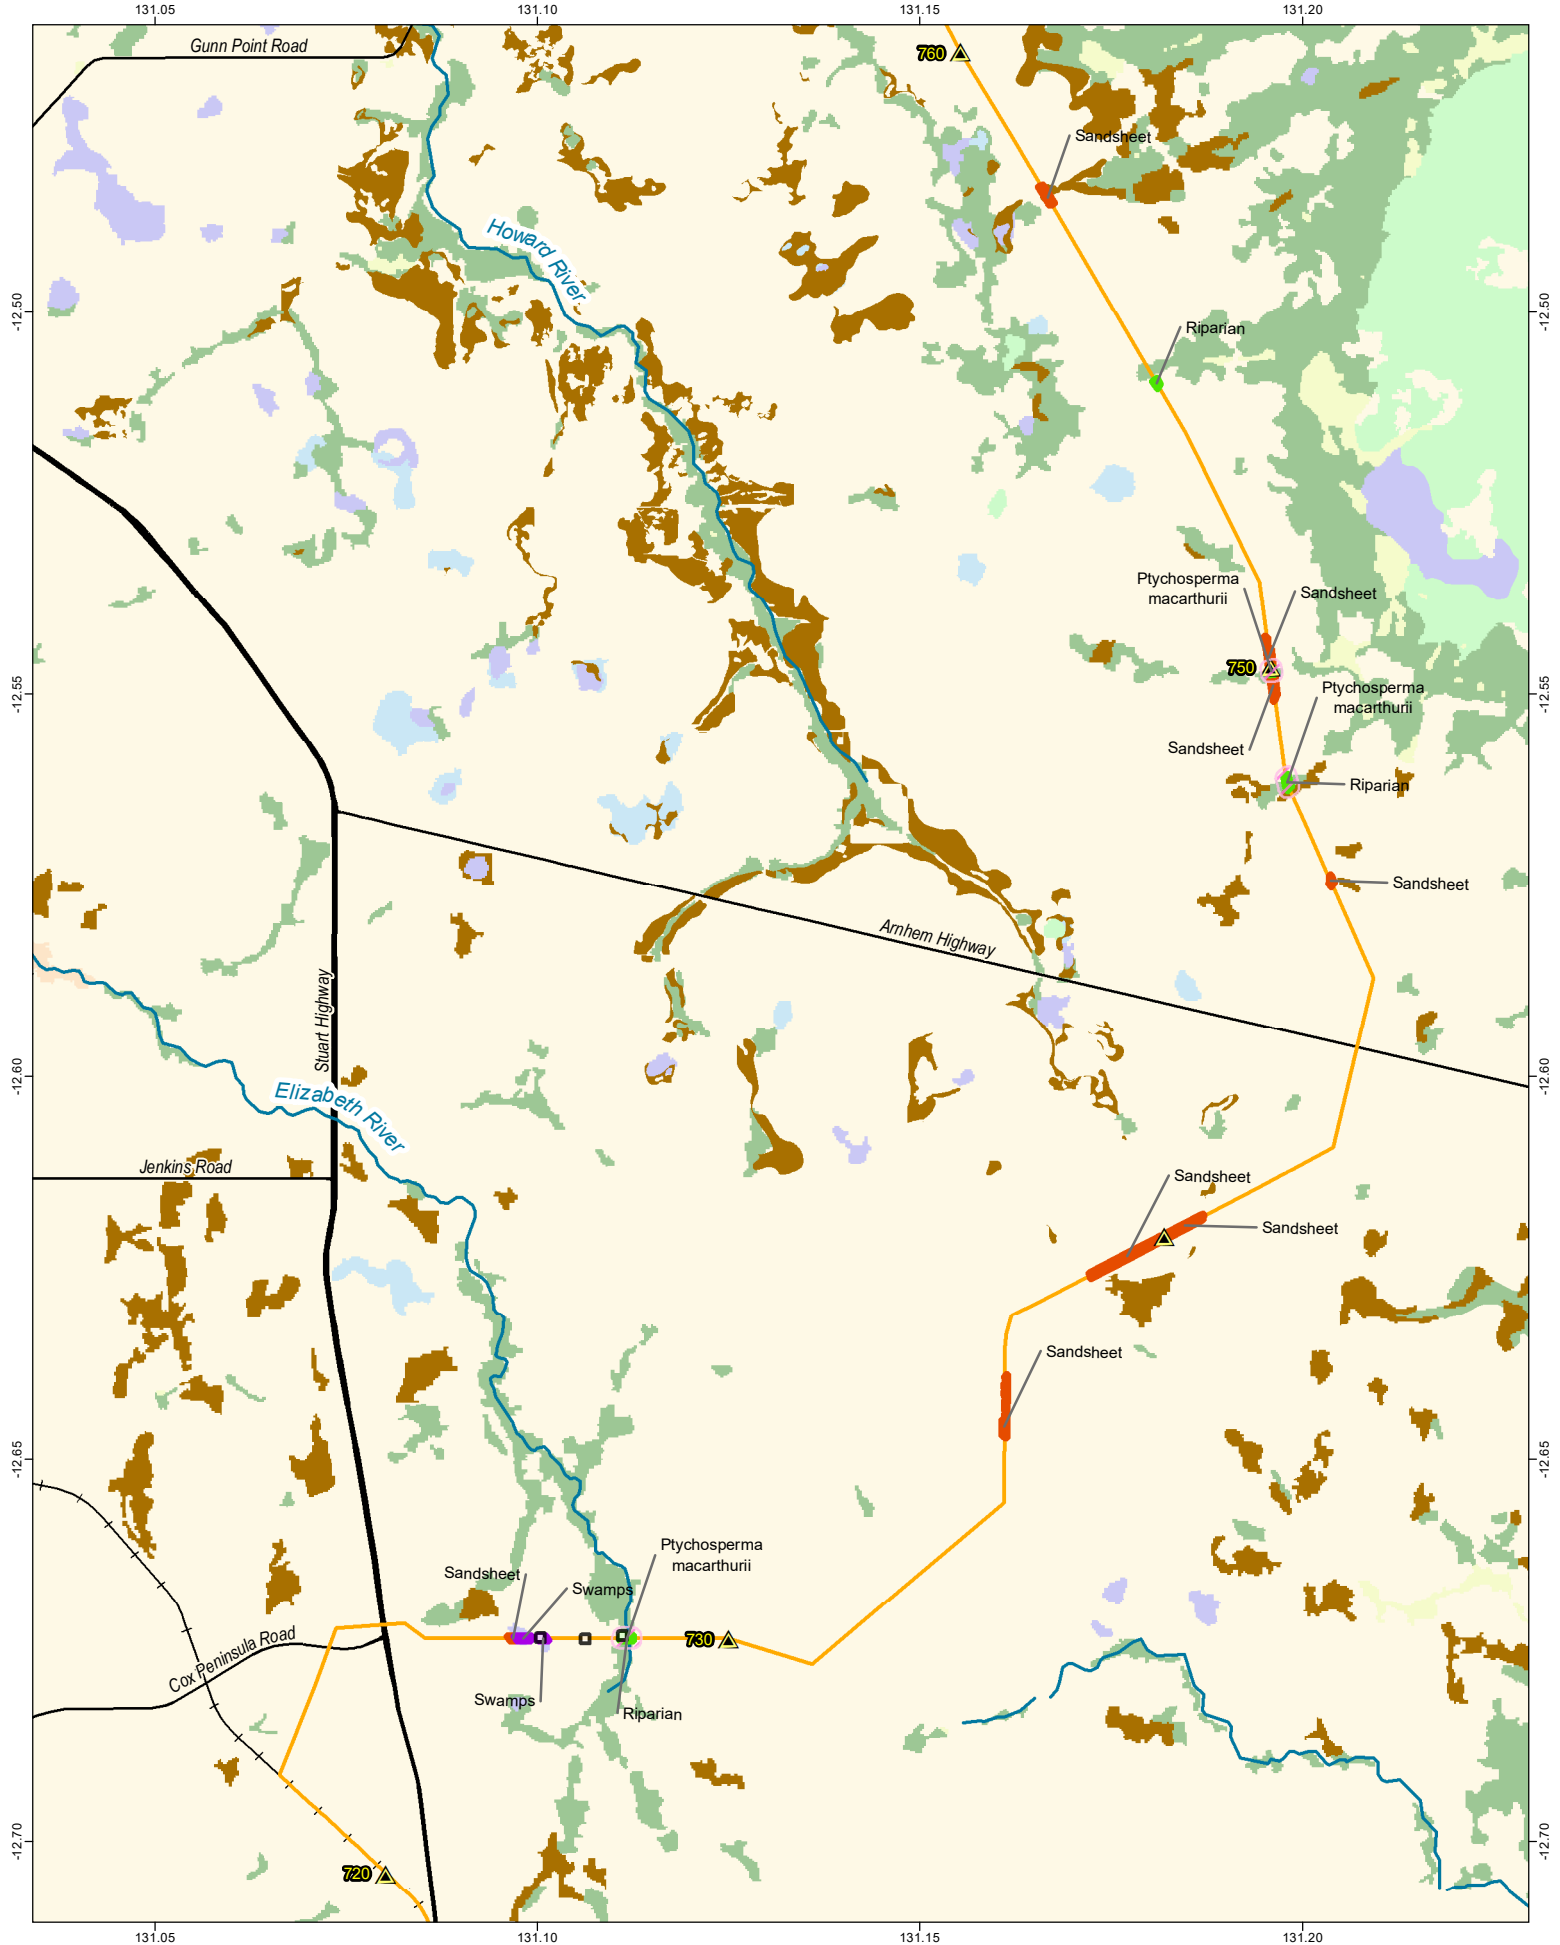 131.05
131.10
131.15
131.20
Gunn Point Road
760
Sandsheet
Howard River
-12.50
-12.50
Riparian
Ptychosperma
macarthurii
Sandsheet
750
Ptychosperma
macarthurii
-12.55
-12.55
Sandsheet
Riparian
Sandsheet
Arnhem Highway
Stuart Highway
-12.60
-12.60
Elizabeth River
Jenkins Road
Sandsheet
Sandsheet
Sandsheet
-12.65
-12.65
Ptychosperma
macarthurii
Sandsheet
Swamps
730
Cox Peninsula Road
Swamps
Riparian
-12.70
-12.70
720
131.05
131.10
131.15
131.20